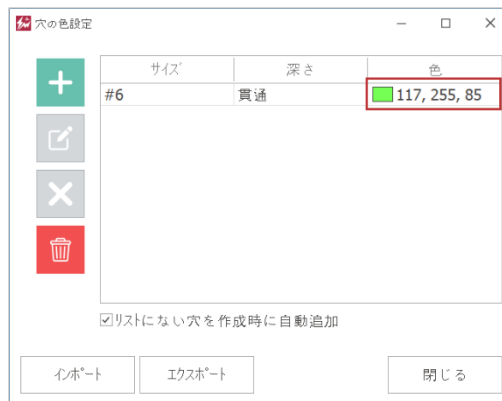 穴の色設定
サイズ 深さ 色
#6 貫通 117, 255, 85
リストにない穴を作成時に自動追加
インポート エクスポート 閉じる